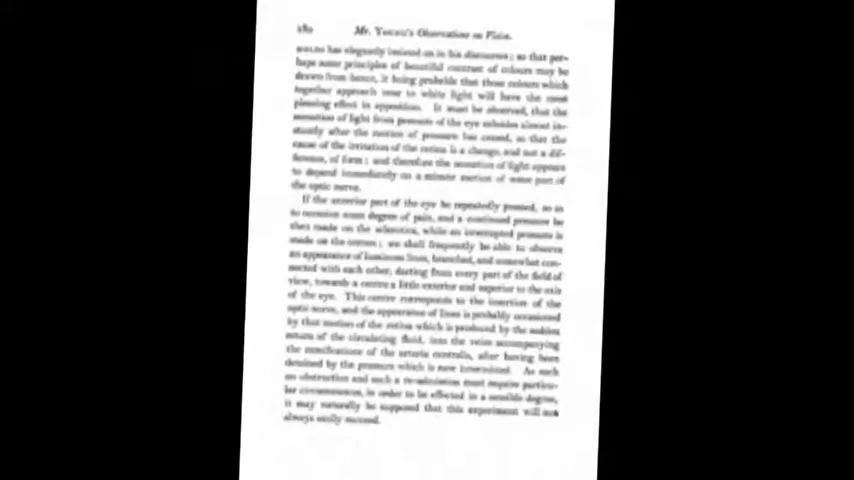 180 Mr. YOUNG's Observations on Vision.
has elegantly insisted on in his discourses; so that per-
haps some principles of beautiful contrast of colours may be
drawn from hence, it being probable that those colours which
together approach near to white light will have the most
pleasing effect in apposition. It must be observed, that the
sensation of light from pressure of the eye subsides almost in-
stantly after the motion of pressure has ceased, so that the
cause of the irritation of the retina is a change, and not a dif-
ference, of form; and therefore the sensation of light appears
to depend immediately on a minute motion of some part of
the optic nerve.
If the anterior part of the eye be repeatedly pressed, so as
to occasion some degree of pain, and a continued pressure be
then made on the sclerotica, while an interrupted pressure is
made on the cornea; we shall frequently be able to observe
an appearance of luminous lines, branched, and somewhat con-
nected with each other, darting from every part of the field of
view, towards a centre a little exterior and superior to the axis
of the eye. This centre corresponds to the insertion of the
optic nerve, and the appearance of lines is probably occasioned
by that motion of the retina which is produced by the sudden
return of the circulating fluid, into the veins accompanying
the ramifications of the arteria centralis, after having been
detained by the pressure which is now intermitted. As such
an obstruction and such a re-admission must require particu-
lar circumstances, in order to be effected in a sensible degree,
it may naturally be supposed that this experiment will not
always easily succeed.